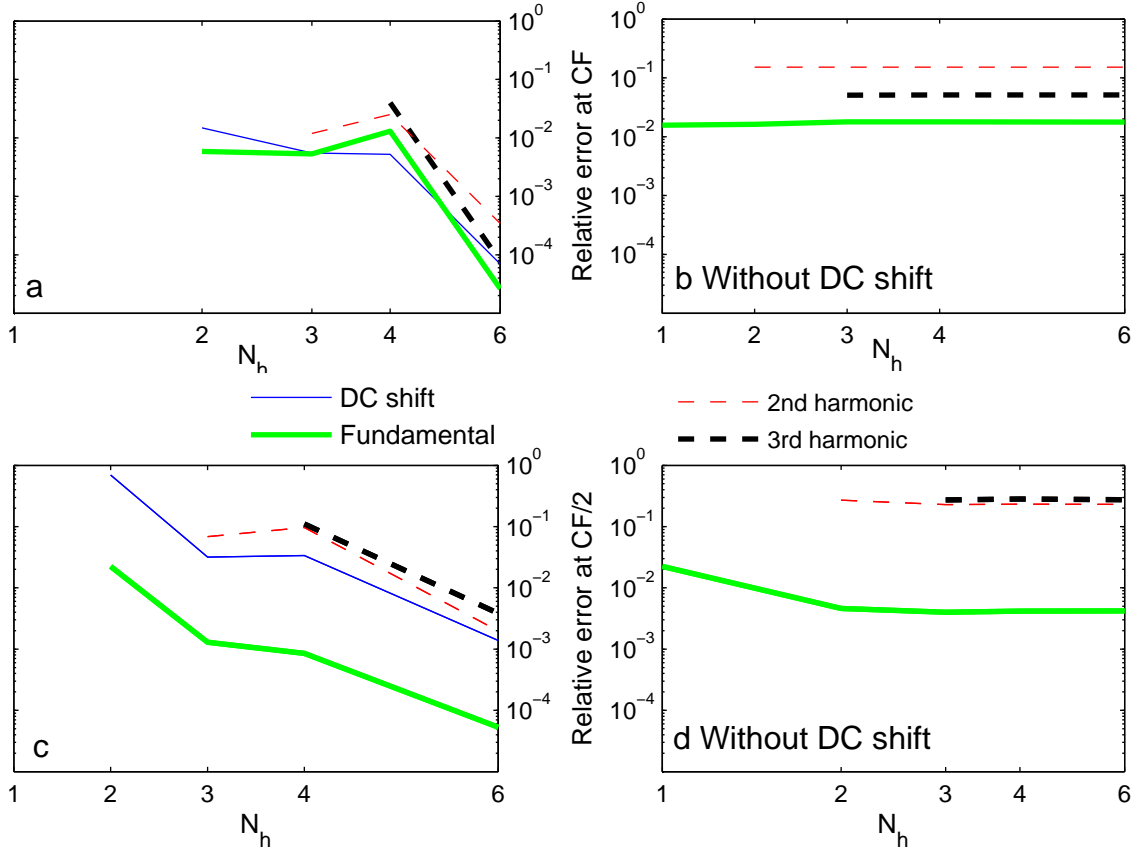 10^0
10^-1
10^-2
10^-3
10^-4
a
1 2 3 4 6
N_h
Relative error at CF
10^0
10^-1
10^-2
10^-3
10^-4
b Without DC shift
1 2 3 4 6
N_h
DC shift
Fundamental
2nd harmonic
3rd harmonic
10^0
10^-1
10^-2
10^-3
10^-4
c
1 2 3 4 6
N_h
Relative error at CF/2
10^0
10^-1
10^-2
10^-3
10^-4
d Without DC shift
1 2 3 4 6
N_h